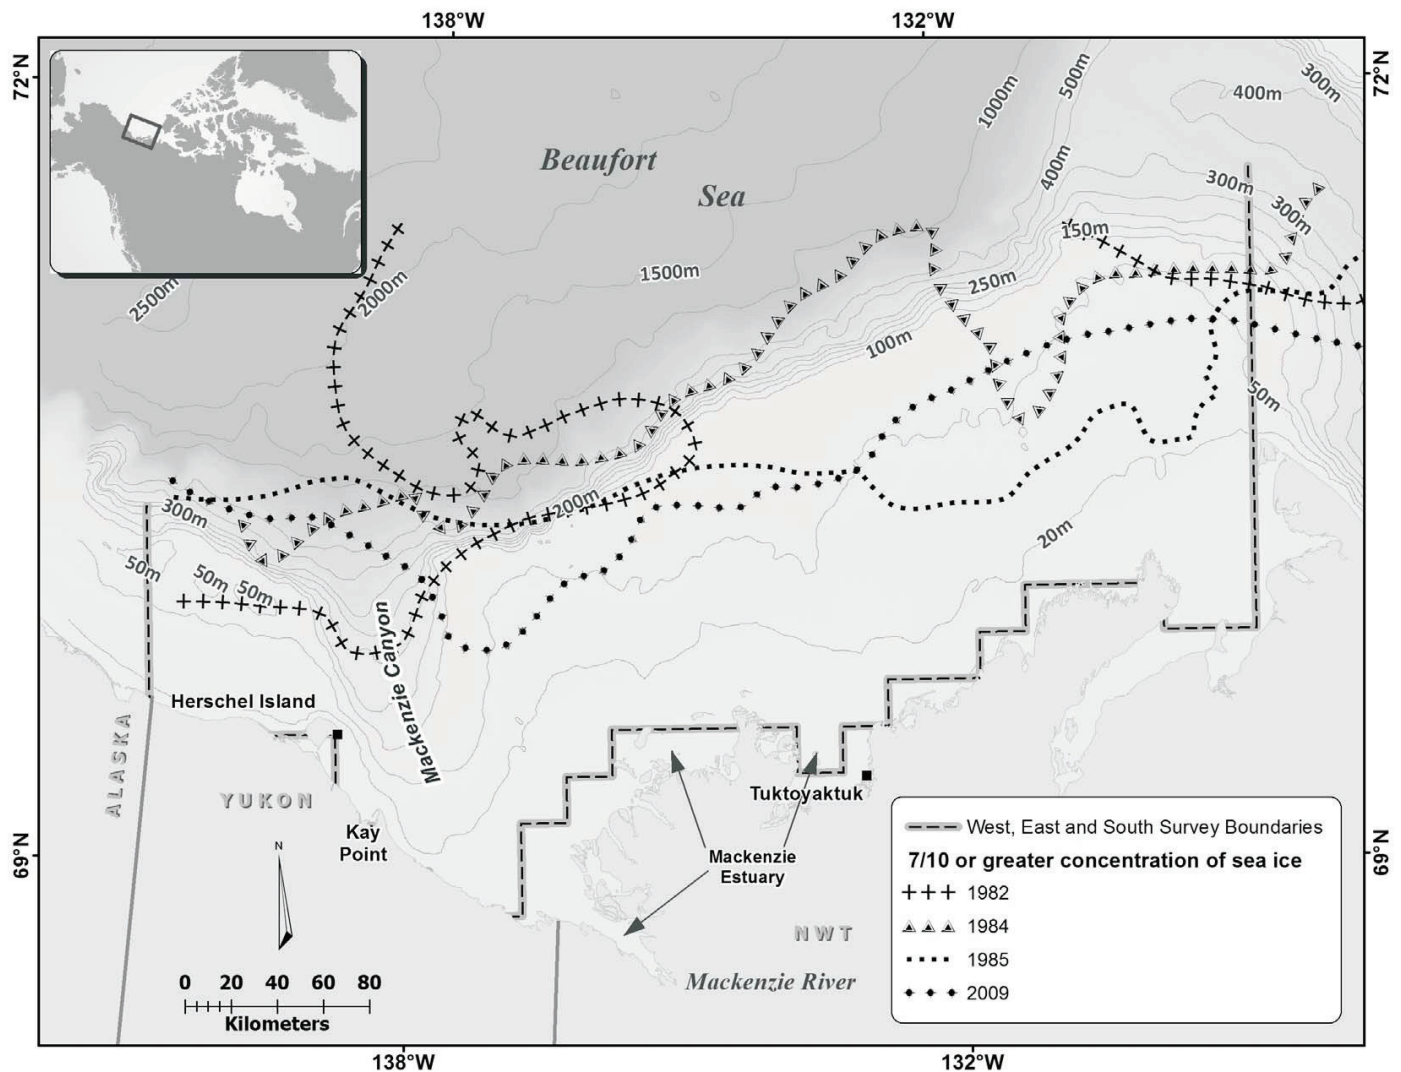 138°W
132°W
72°N
72°N
Beaufort
Sea
1000m
500m
400m
300m
400m
300m
300m
150m
250m
1500m
2000m
2500m
100m
50m
200m
300m
20m
50m
50m
50m
Mackenzie Canyon
Herschel Island
ALASKA
YUKON
Kay
Point
Tuktoyaktuk
Mackenzie
Estuary
NWT
Mackenzie River
69°N
69°N
N
0 20 40 60 80
Kilometers
West, East and South Survey Boundaries
7/10 or greater concentration of sea ice
1982
1984
1985
2009
138°W
132°W